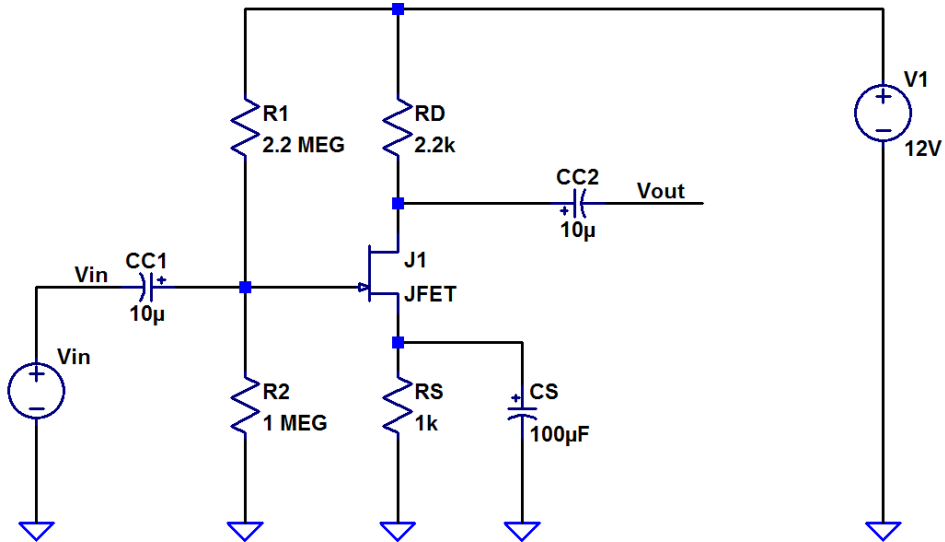 V1
12V
R1
2.2 MEG
RD
2.2k
CC2
10µ
Vout
Vin
CC1
10µ
J1
JFET
Vin
R2
1 MEG
RS
1k
CS
100µF